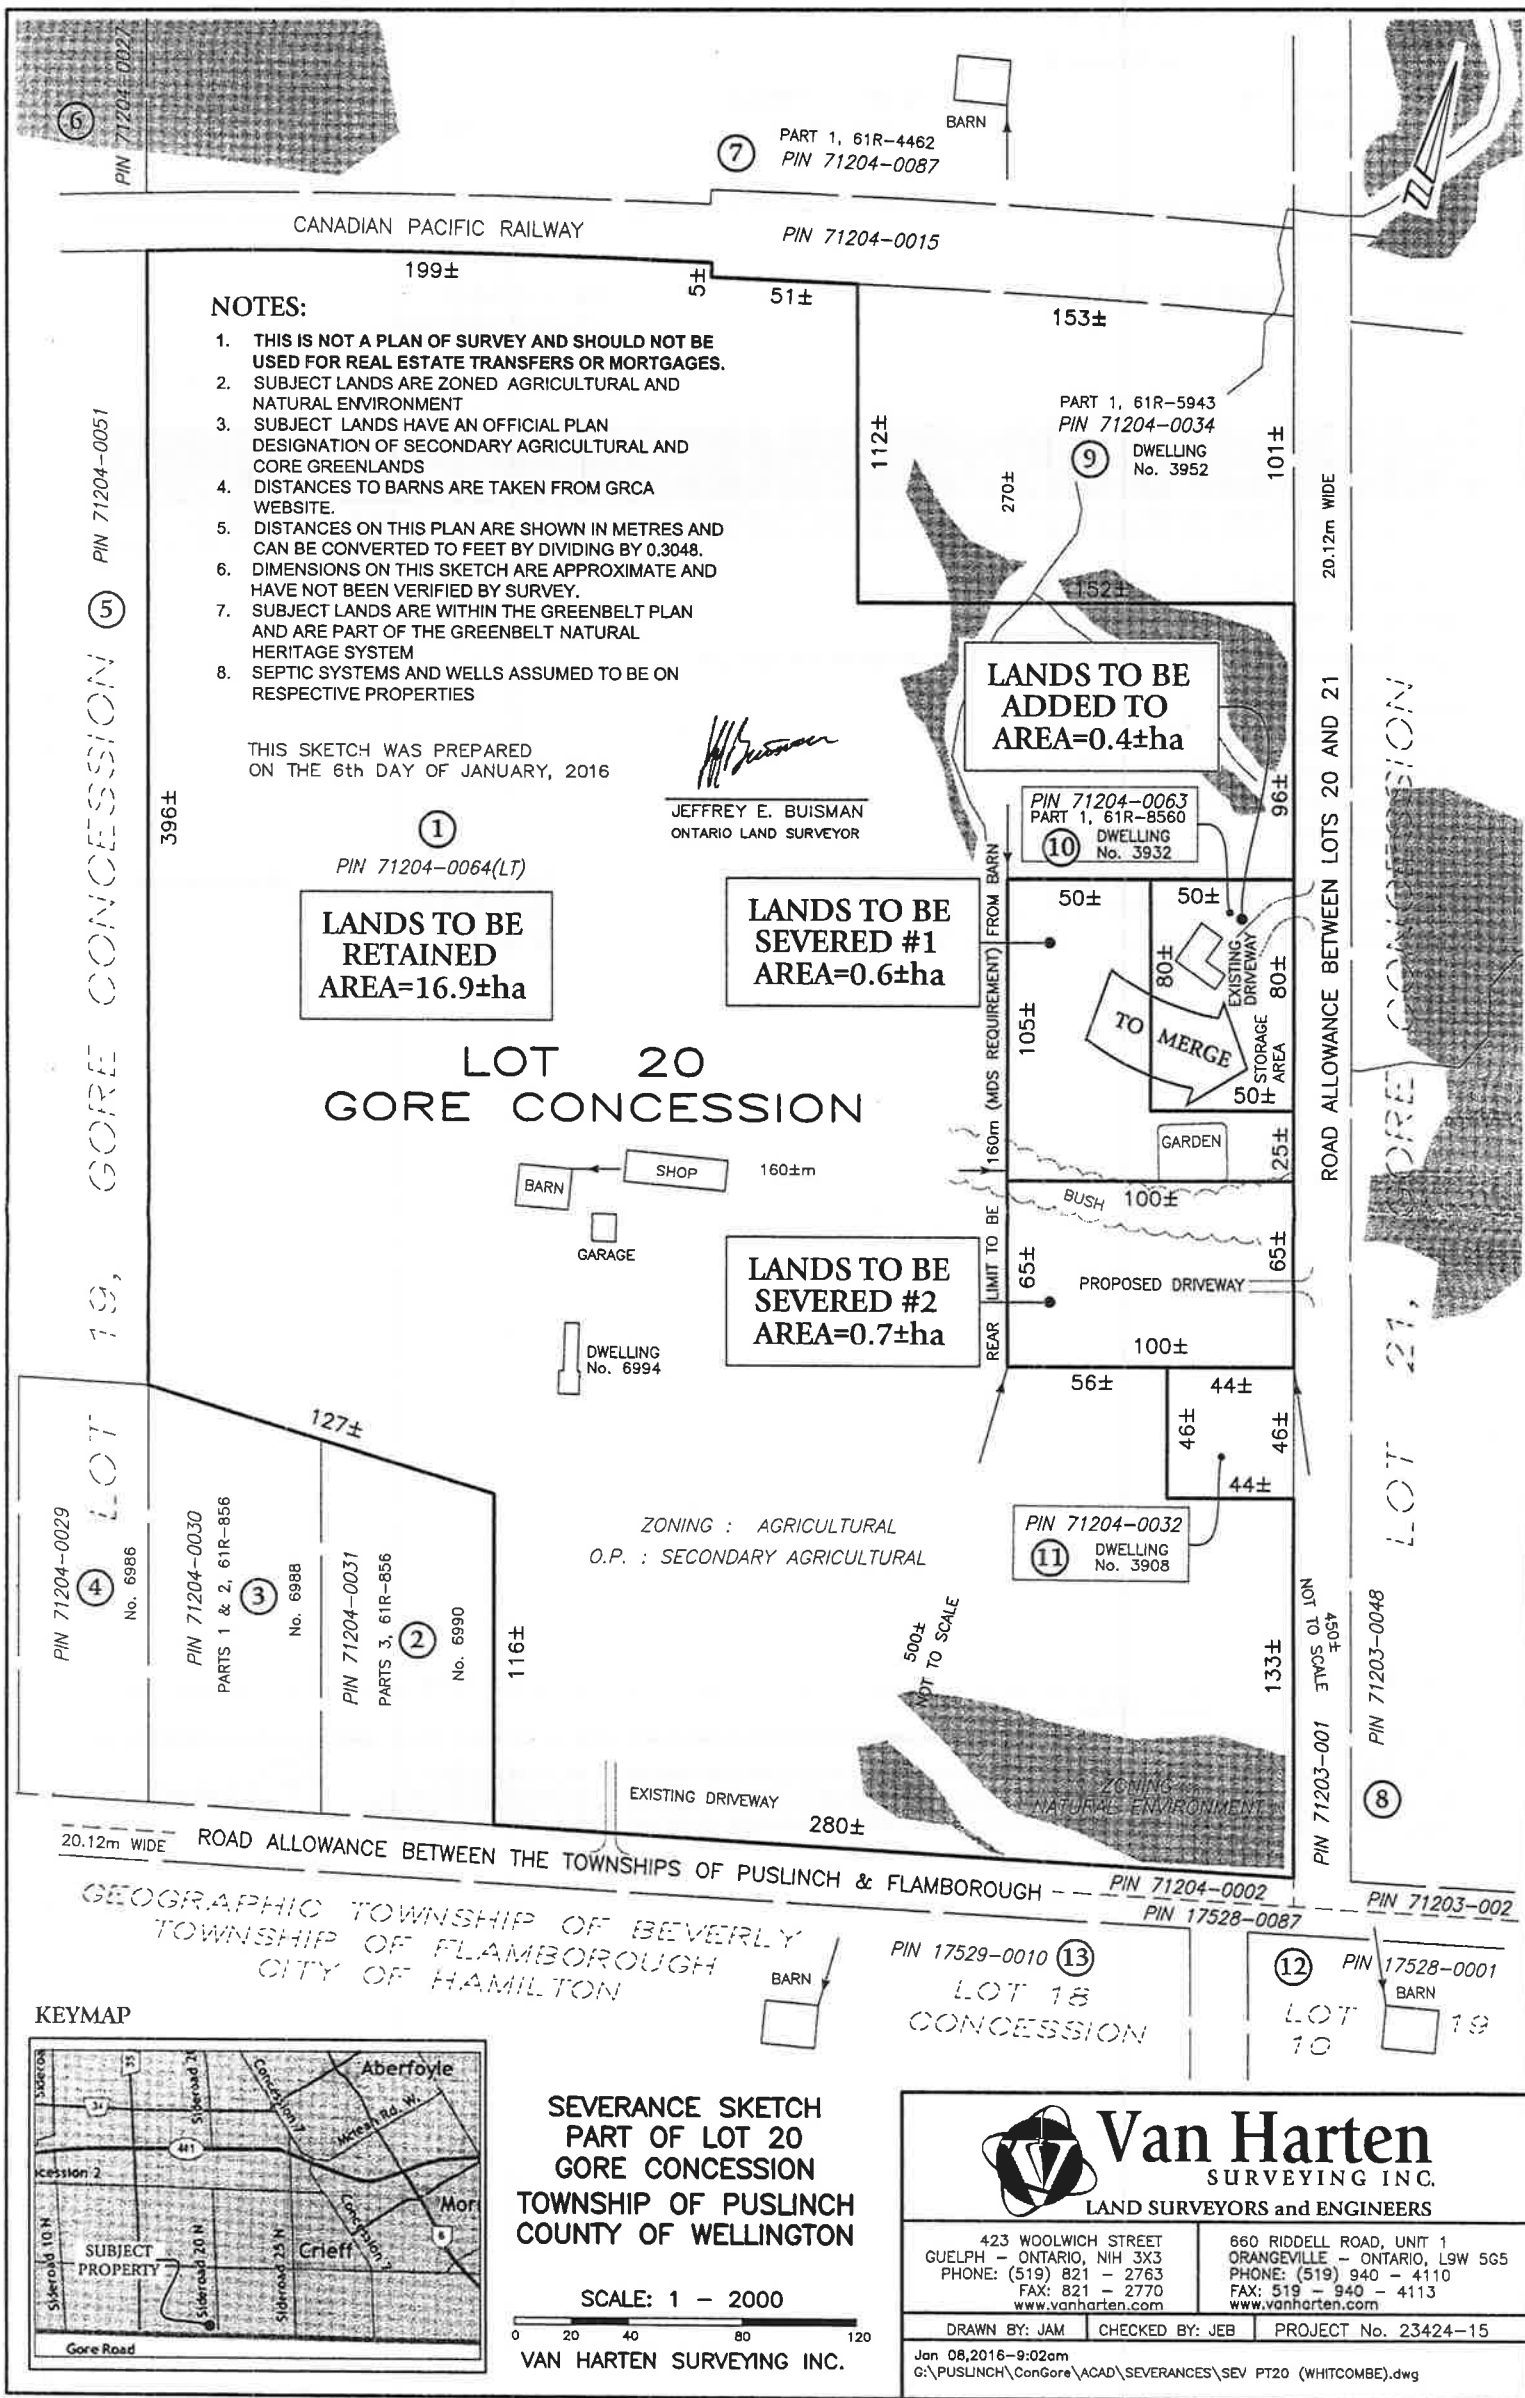 6
PIN 71204-0027
BARN
7
PART 1, 61R-4462
PIN 71204-0087
CANADIAN PACIFIC RAILWAY
PIN 71204-0015
199±
5±
51±
153±
NOTES:
1. THIS IS NOT A PLAN OF SURVEY AND SHOULD NOT BE
USED FOR REAL ESTATE TRANSFERS OR MORTGAGES.
2. SUBJECT LANDS ARE ZONED AGRICULTURAL AND
NATURAL ENVIRONMENT
3. SUBJECT LANDS HAVE AN OFFICIAL PLAN
DESIGNATION OF SECONDARY AGRICULTURAL AND
CORE GREENLANDS
4. DISTANCES TO BARNS ARE TAKEN FROM GRCA
WEBSITE.
5. DISTANCES ON THIS PLAN ARE SHOWN IN METRES AND
CAN BE CONVERTED TO FEET BY DIVIDING BY 0.3048.
6. DIMENSIONS ON THIS SKETCH ARE APPROXIMATE AND
HAVE NOT BEEN VERIFIED BY SURVEY.
7. SUBJECT LANDS ARE WITHIN THE GREENBELT PLAN
AND ARE PART OF THE GREENBELT NATURAL
HERITAGE SYSTEM
8. SEPTIC SYSTEMS AND WELLS ASSUMED TO BE ON
RESPECTIVE PROPERTIES
THIS SKETCH WAS PREPARED
ON THE 6th DAY OF JANUARY, 2016
JEFFREY E. BUISMAN
ONTARIO LAND SURVEYOR
PIN 71204-0051
5
LOT 19, GORE CONCESSION
396±
112±
270±
PART 1, 61R-5943
PIN 71204-0034
9
DWELLING
No. 3952
101±
20.12m WIDE
152±
LANDS TO BE
ADDED TO
AREA=0.4±ha
96±
PIN 71204-0063
PART 1, 61R-8560
10
DWELLING
No. 3932
1
PIN 71204-0064(LT)
LANDS TO BE
RETAINED
AREA=16.9±ha
LANDS TO BE
SEVERED #1
AREA=0.6±ha
REAR LIMIT TO BE 160m (MDS REQUIREMENT) FROM BARN
50±
50±
80±
80±
EXISTING
DRIVEWAY
105±
TO MERGE
STORAGE
AREA
50±
GARDEN
25±
ROAD ALLOWANCE BETWEEN LOTS 20 AND 21
LOT 21, GORE CONCESSION
LOT 20
GORE CONCESSION
BARN
SHOP
160±m
GARAGE
BUSH
100±
LANDS TO BE
SEVERED #2
AREA=0.7±ha
65±
65±
PROPOSED DRIVEWAY
100±
DWELLING
No. 6994
56±
44±
46±
46±
44±
127±
PIN 71204-0029
4
No. 6986
PIN 71204-0030
PARTS 1 & 2, 61R-856
3
No. 6988
PIN 71204-0031
PARTS 3, 61R-856
2
No. 6990
116±
ZONING : AGRICULTURAL
O.P. : SECONDARY AGRICULTURAL
PIN 71204-0032
11
DWELLING
No. 3908
500±
NOT TO SCALE
133±
450±
NOT TO SCALE
PIN 71203-001
PIN 71203-0048
8
ZONING :
NATURAL ENVIRONMENT
EXISTING DRIVEWAY
280±
20.12m WIDE
ROAD ALLOWANCE BETWEEN THE TOWNSHIPS OF PUSLINCH & FLAMBOROUGH
PIN 71204-0002
PIN 17528-0087
PIN 71203-002
GEOGRAPHIC TOWNSHIP OF BEVERLY
TOWNSHIP OF FLAMBOROUGH
CITY OF HAMILTON
BARN
PIN 17529-0010
13
LOT 18
CONCESSION
12
PIN 17528-0001
BARN
LOT 19
10
KEYMAP
Aberfoyle
Mclean Rd. W.
Concession 7
Sideroad 20
35
34
401
cession 2
Mor
6
Crieff
Concession 7
SUBJECT
PROPERTY
Sideroad 10 N
Sideroad 20 N
Sideroad 25 N
Gore Road
SEVERANCE SKETCH
PART OF LOT 20
GORE CONCESSION
TOWNSHIP OF PUSLINCH
COUNTY OF WELLINGTON
SCALE: 1 - 2000
0 20 40 80 120
VAN HARTEN SURVEYING INC.
Van Harten
SURVEYING INC.
LAND SURVEYORS and ENGINEERS
423 WOOLWICH STREET
GUELPH - ONTARIO, N1H 3X3
PHONE: (519) 821 - 2763
FAX: 821 - 2770
www.vanharten.com
660 RIDDELL ROAD, UNIT 1
ORANGEVILLE - ONTARIO, L9W 5G5
PHONE: (519) 940 - 4110
FAX: 519 - 940 - 4113
www.vanharten.com
DRAWN BY: JAM
CHECKED BY: JEB
PROJECT No. 23424-15
Jan 08,2016-9:02am
G:\PUSLINCH\ConGore\ACAD\SEVERANCES\SEV PT20 (WHITCOMBE).dwg